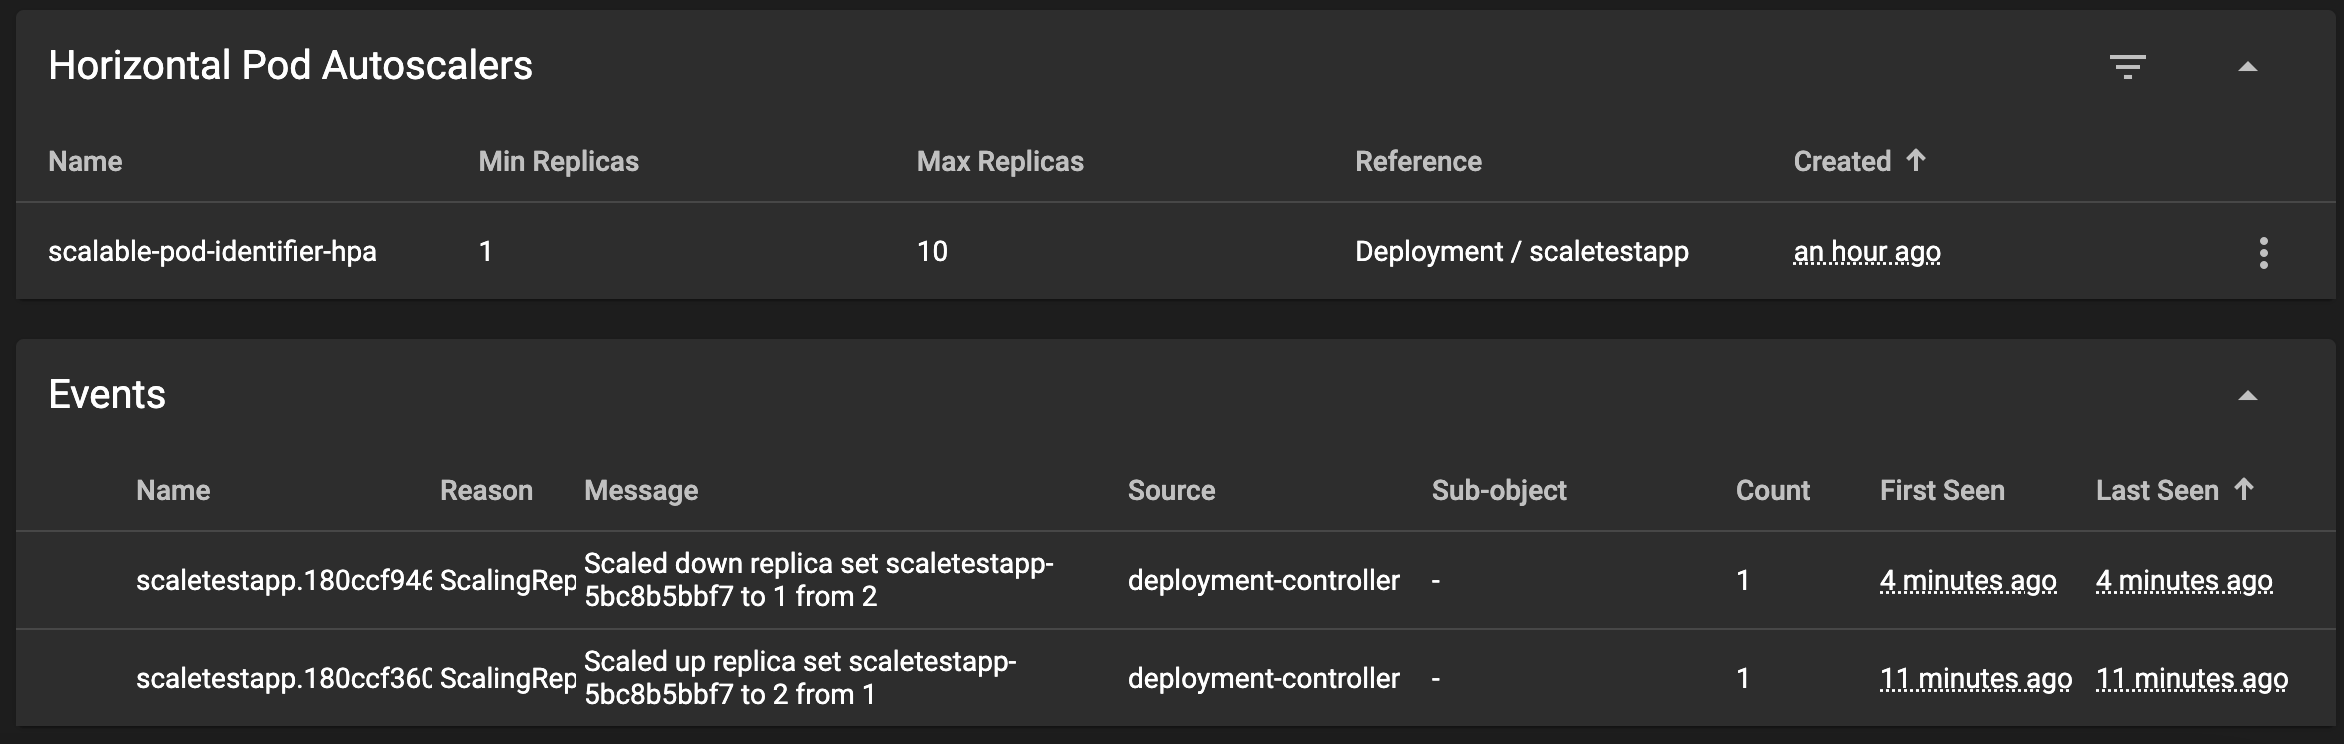 Horizontal Pod Autoscalers
Name Min Replicas Max Replicas Reference Created
scalable-pod-identifier-hpa 1 10 Deployment / scaletestapp an hour ago
Events
Name Reason Message Source Sub-object Count First Seen Last Seen
scaletestapp.180ccf946 ScalingRep Scaled down replica set scaletestapp-
5bc8b5bbf7 to 1 from 2 deployment-controller - 1 4 minutes ago 4 minutes ago
scaletestapp.180ccf360 ScalingRep Scaled up replica set scaletestapp-
5bc8b5bbf7 to 2 from 1 deployment-controller - 1 11 minutes ago 11 minutes ago